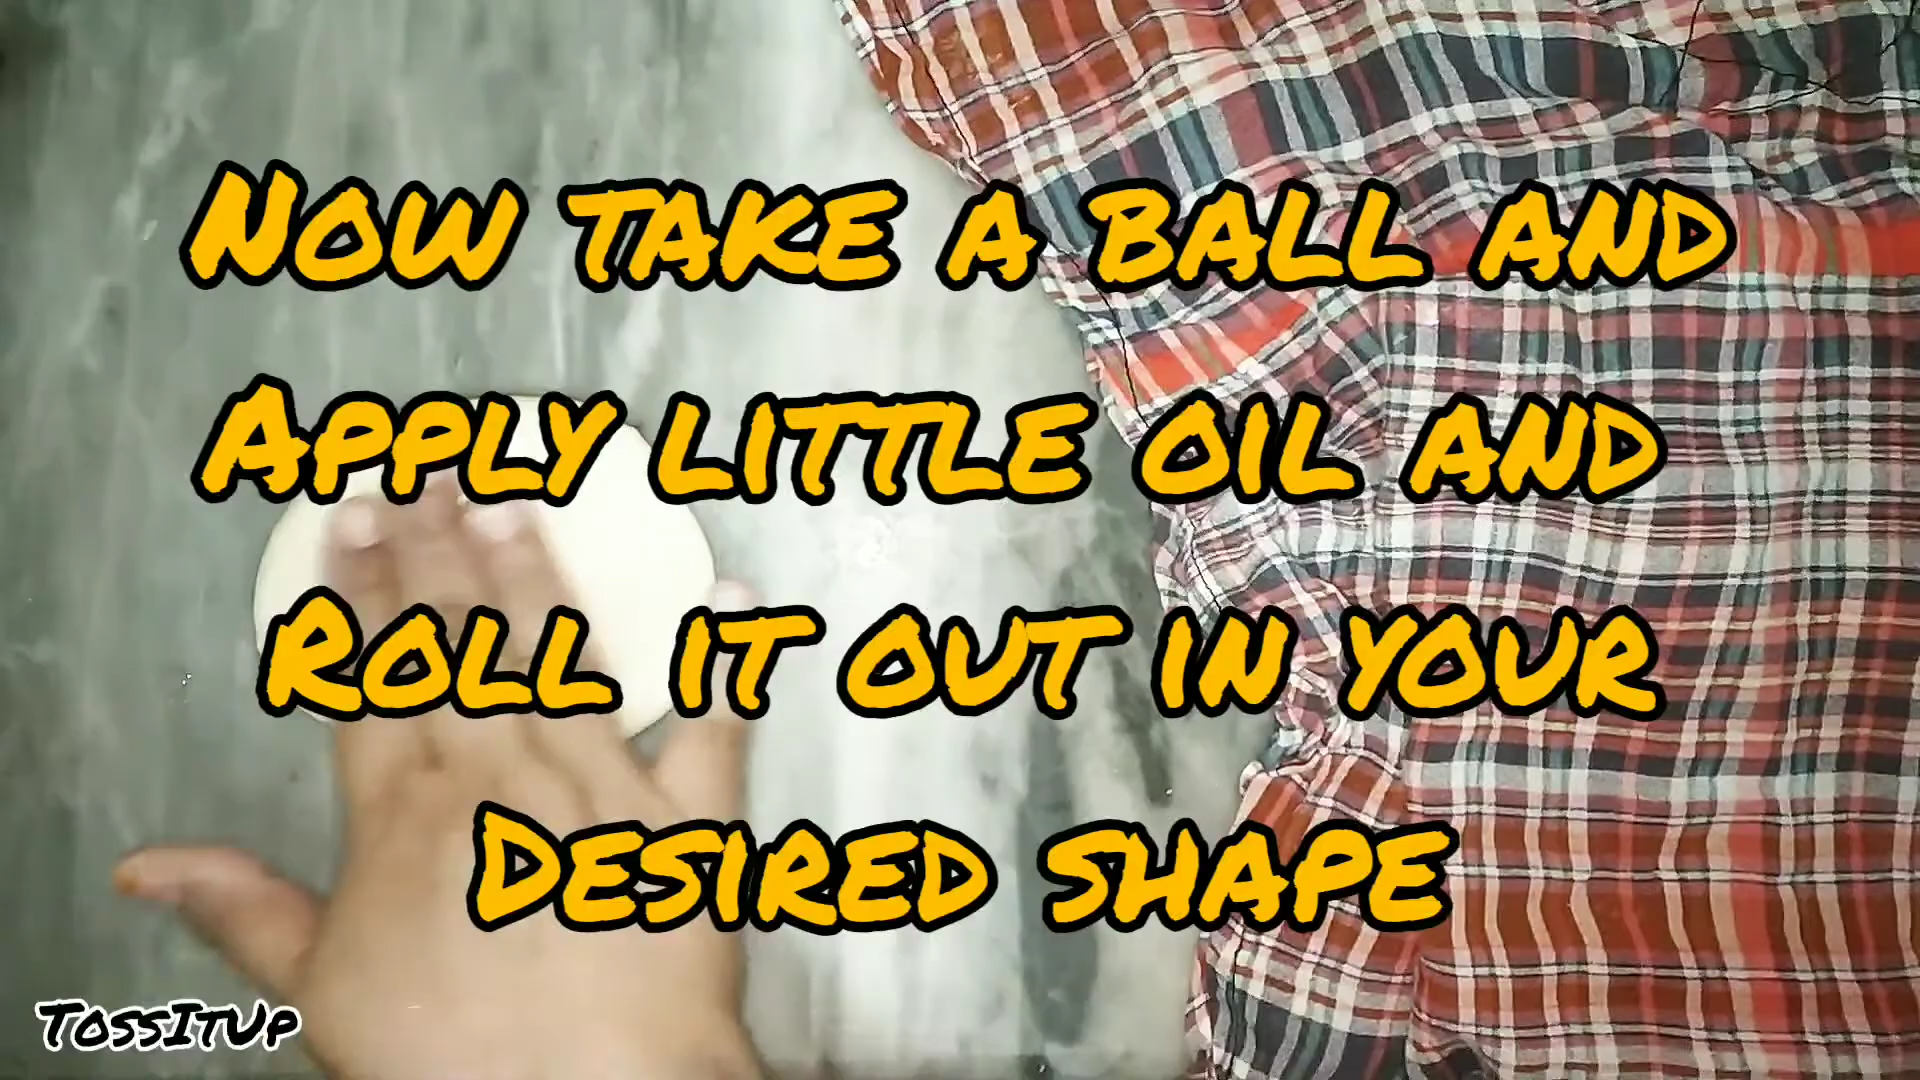 Now take a ball and
Apply little oil and
Roll it out in your
Desired shape
TossItUp